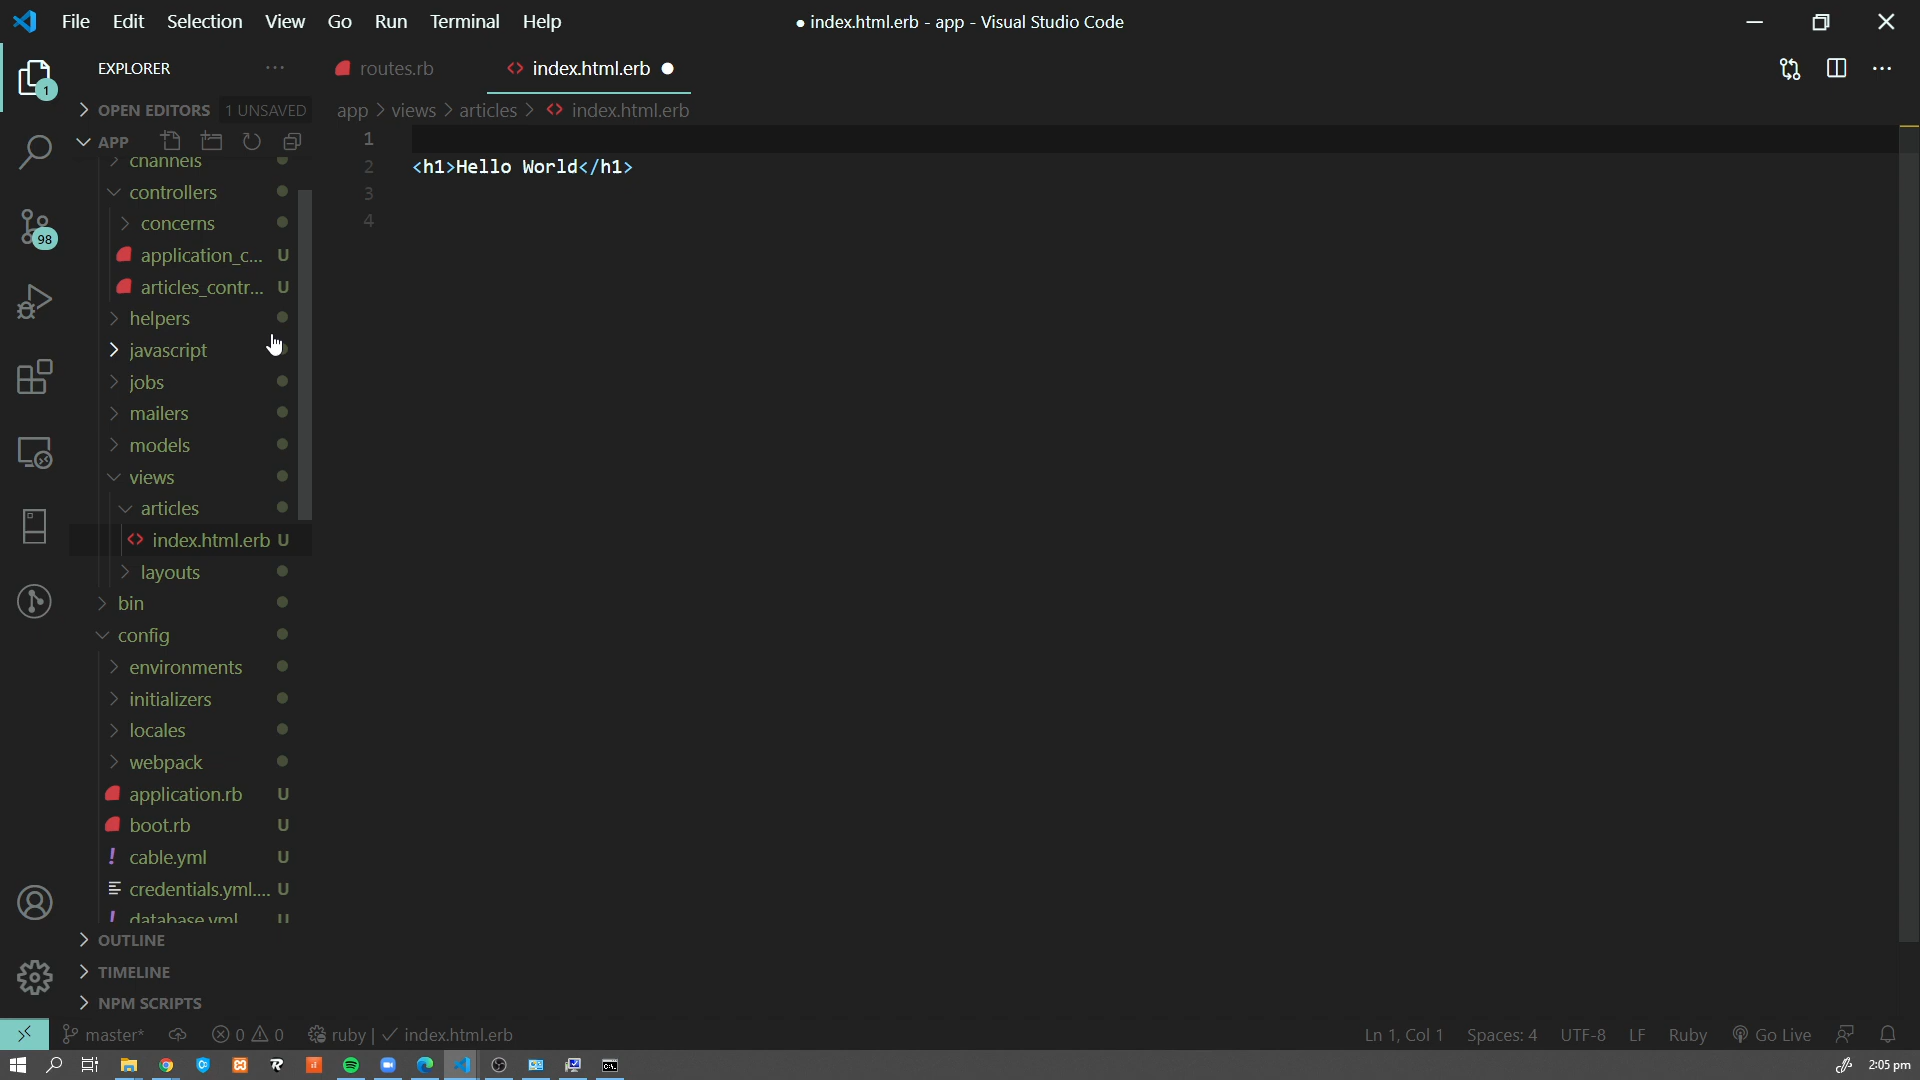 File Edit Selection View Go Run Terminal Help
● index.html.erb - app - Visual Studio Code
EXPLORER
routes.rb
index.html.erb
1
OPEN EDITORS 1 UNSAVED
app > views > articles > index.html.erb
APP
channels
controllers
concerns
application_c... U
articles_contr... U
helpers
javascript
jobs
mailers
models
views
articles
index.html.erb U
layouts
bin
config
environments
initializers
locales
webpack
application.rb U
boot.rb U
! cable.yml U
credentials.yml.... U
! database.yml U
OUTLINE
TIMELINE
NPM SCRIPTS
98
1
2 <h1>Hello World</h1>
3
4
master* 0 0 ruby | ✓ index.html.erb
Ln 1, Col 1 Spaces: 4 UTF-8 LF Ruby Go Live
2:05 pm